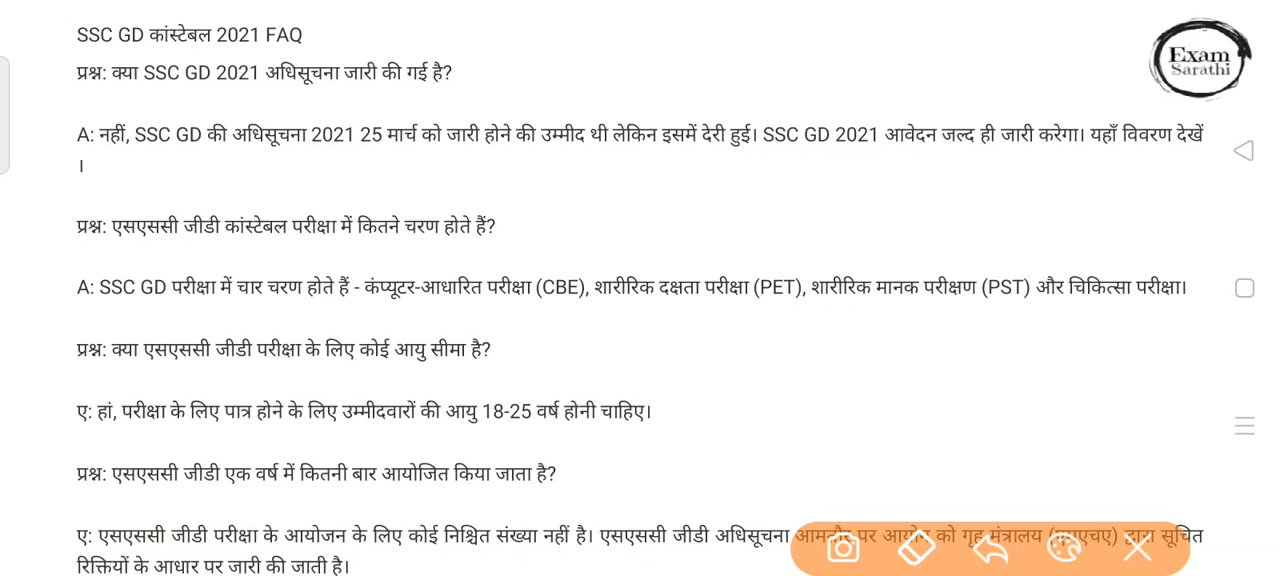 SSC GD कांस्टेबल 2021 FAQ
Exam
Sarathi
प्रश्न: क्या SSC GD 2021 अधिसूचना जारी की गई है?
A: नहीं, SSC GD की अधिसूचना 2021 25 मार्च को जारी होने की उम्मीद थी लेकिन इसमें देरी हुई। SSC GD 2021 आवेदन जल्द ही जारी करेगा। यहाँ विवरण देखें
।
प्रश्न: एसएससी जीडी कांस्टेबल परीक्षा में कितने चरण होते हैं?
A: SSC GD परीक्षा में चार चरण होते हैं - कंप्यूटर-आधारित परीक्षा (CBE), शारीरिक दक्षता परीक्षा (PET), शारीरिक मानक परीक्षण (PST) और चिकित्सा परीक्षा।
प्रश्न: क्या एसएससी जीडी परीक्षा के लिए कोई आयु सीमा है?
ए: हां, परीक्षा के लिए पात्र होने के लिए उम्मीदवारों की आयु 18-25 वर्ष होनी चाहिए।
प्रश्न: एसएससी जीडी एक वर्ष में कितनी बार आयोजित किया जाता है?
ए: एसएससी जीडी परीक्षा के आयोजन के लिए कोई निश्चित संख्या नहीं है। एसएससी जीडी अधिसूचना आमतौर पर आयोग को गृह मंत्रालय (एमएचए) द्वारा सूचित
रिक्तियों के आधार पर जारी की जाती है।